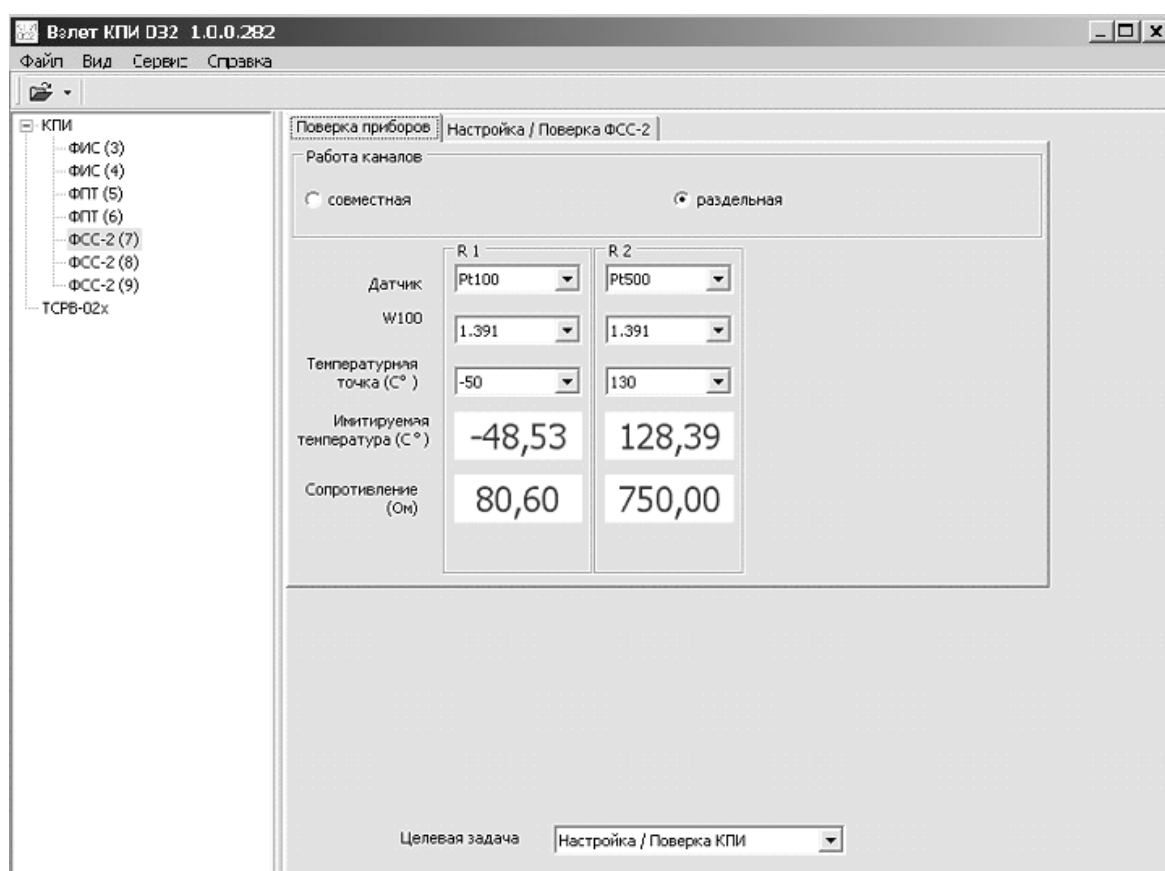 Взлет КПИ D32 1.0.0.282
Файл Вид Сервис Справка
КПИ
ФИС (3)
ФИС (4)
ФПТ (5)
ФПТ (6)
ФСС-2 (7)
ФСС-2 (8)
ФСС-2 (9)
ТСРВ-02х
Поверка приборов Настройка / Поверка ФСС-2
Работа каналов
совместная раздельная
R 1 R 2
Датчик Pt100 Pt500
W100 1.391 1.391
Температурная
точка (С° ) -50 130
Имитируемая
температура (С°) -48,53 128,39
Сопротивление
(Ом) 80,60 750,00
Целевая задача Настройка / Поверка КПИ